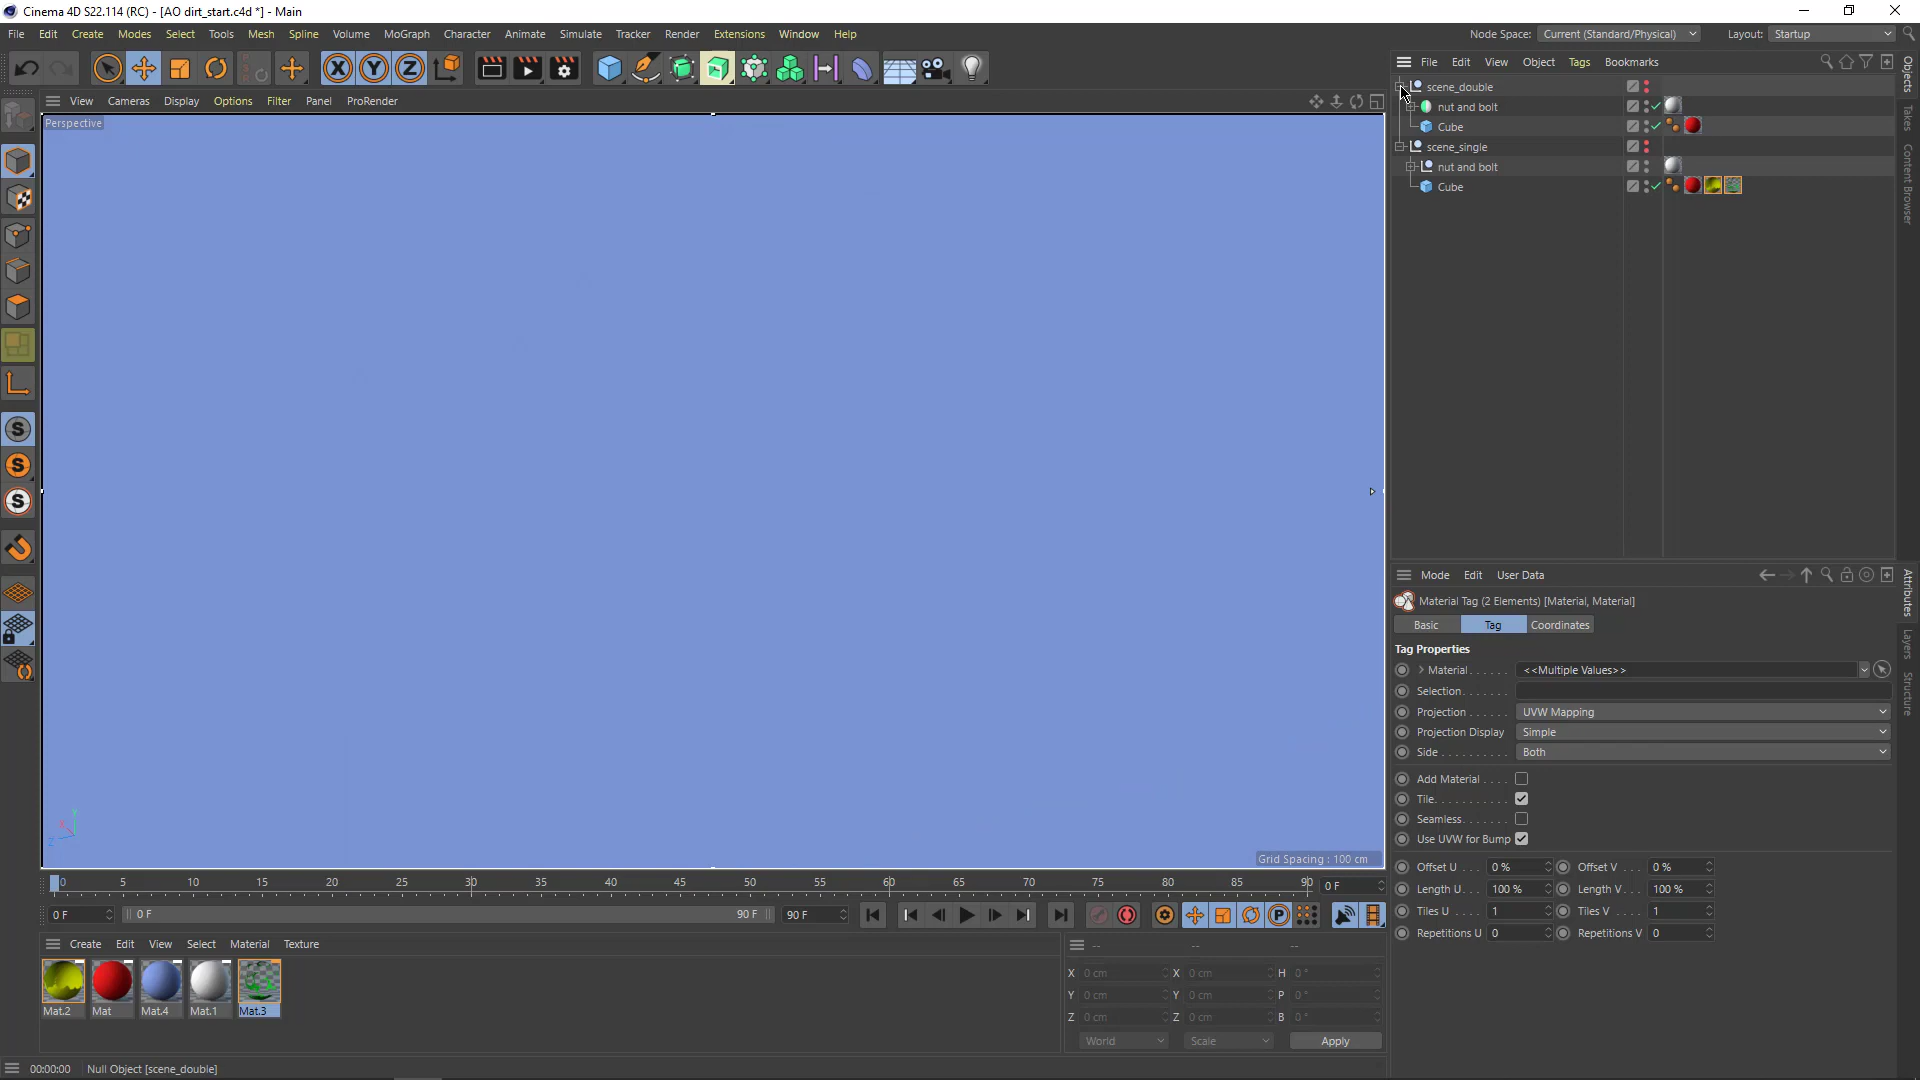 Cinema 4D S22.114 (RC) - [AO dirt_start.c4d *] - Main
File Edit Create Modes Select Tools Mesh Spline Volume MoGraph Character Animate Simulate Tracker Render Extensions Window Help
Node Space: Current (Standard/Physical) Layout: Startup
View Cameras Display Options Filter Panel ProRender
Perspective
Grid Spacing : 100 cm
File Edit View Object Tags Bookmarks
scene_double
nut and bolt
Cube
scene_single
nut and bolt
Cube
Objects
Takes
Content Browser
Mode Edit User Data
Material Tag (2 Elements) [Material, Material]
Basic Tag Coordinates
Tag Properties
Material . . . . . . <<Multiple Values>>
Selection. . . . . . .
Projection . . . . . . UVW Mapping
Projection Display Simple
Side . . . . . . . . . . Both
Add Material . . . .
Tile. . . . . . . . . . .
Seamless. . . . . . .
Use UVW for Bump
Offset U . . . 0 % Offset V . . . 0 %
Length U. . . 100 % Length V. . . 100 %
Tiles U . . . . 1 Tiles V . . . . 1
Repetitions U 0 Repetitions V 0
Attributes
Layers
Structure
0 5 10 15 20 25 30 35 40 45 50 55 60 65 70 75 80 85 90 0 F
0 F 0 F 90 F 90 F
Create Edit View Select Material Texture
Mat.2 Mat Mat.4 Mat.1 Mat.3
-- -- --
X 0 cm X 0 cm H 0 °
Y 0 cm Y 0 cm P 0 °
Z 0 cm Z 0 cm B 0 °
World Scale Apply
00:00:00 Null Object [scene_double]